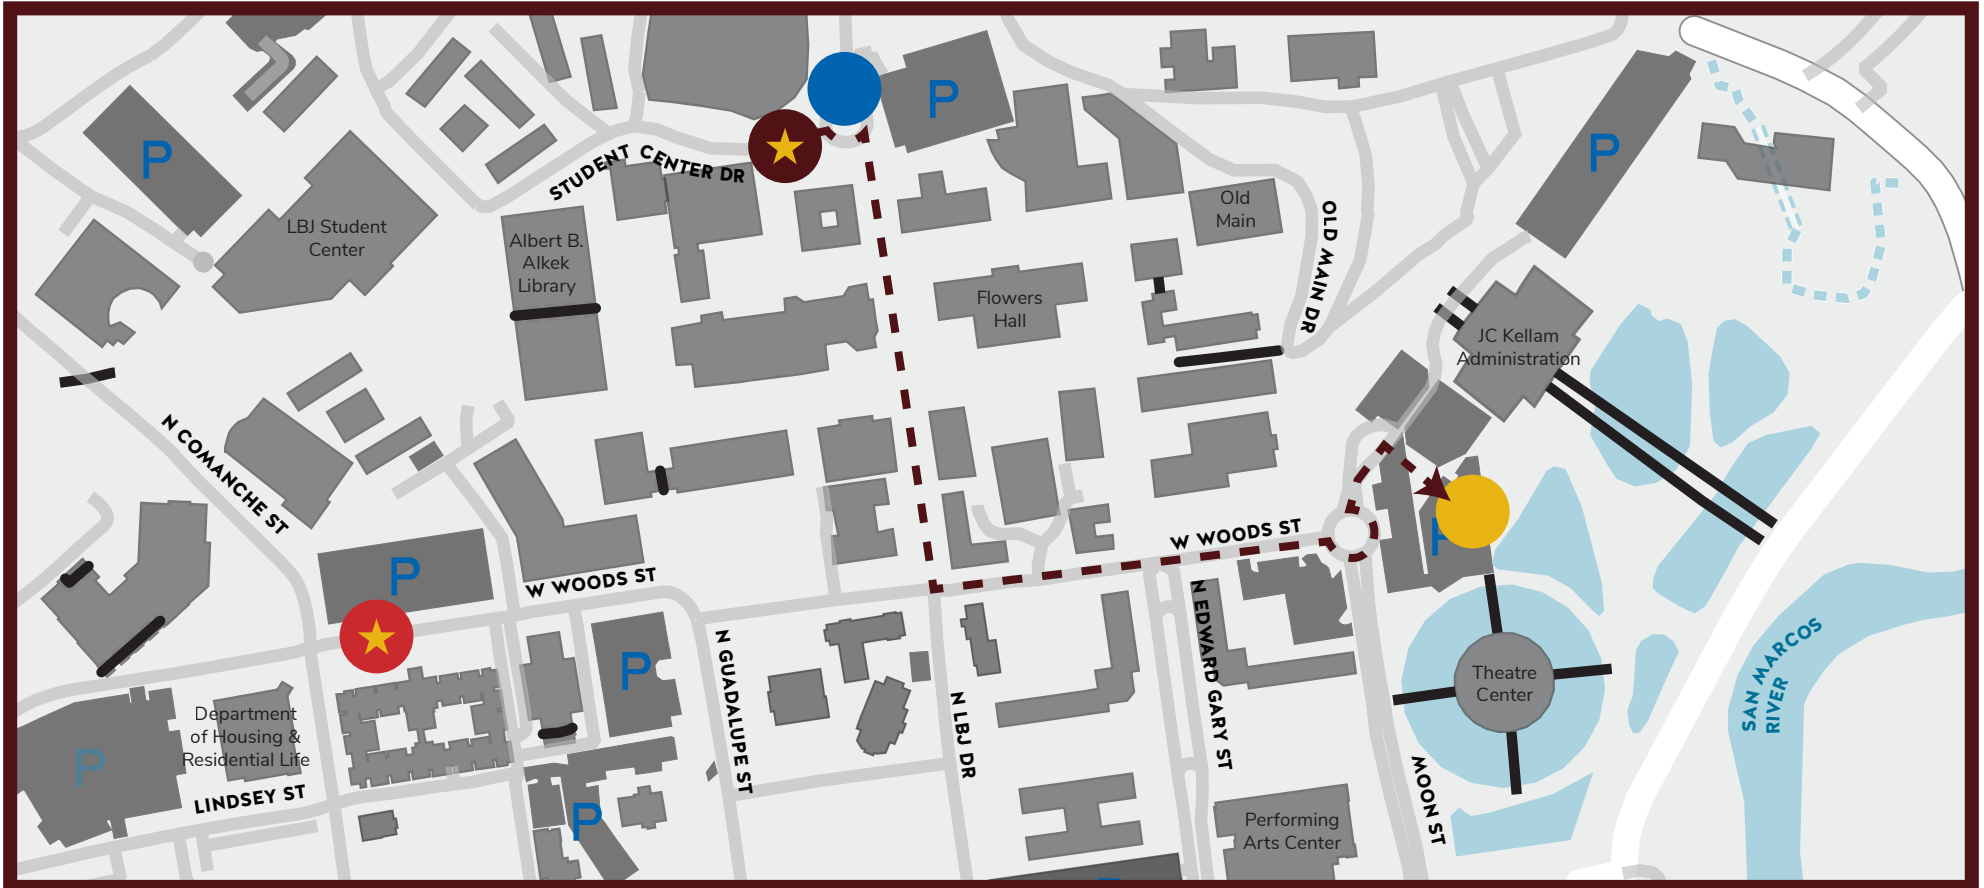 P
P
P
STUDENT CENTER DR
LBJ Student
Center
Albert B.
Alkek
Library
Old
Main
OLD MAIN DR
Flowers
Hall
JC Kellam
Administration
N COMANCHE ST
P
W WOODS ST
W WOODS ST
P
N EDWARD GARY ST
P
N GUADALUPE ST
N LBJ DR
Theatre
Center
SAN MARCOS
RIVER
Department
of Housing &
Residential Life
P
LINDSEY ST
P
MOON ST
Performing
Arts Center